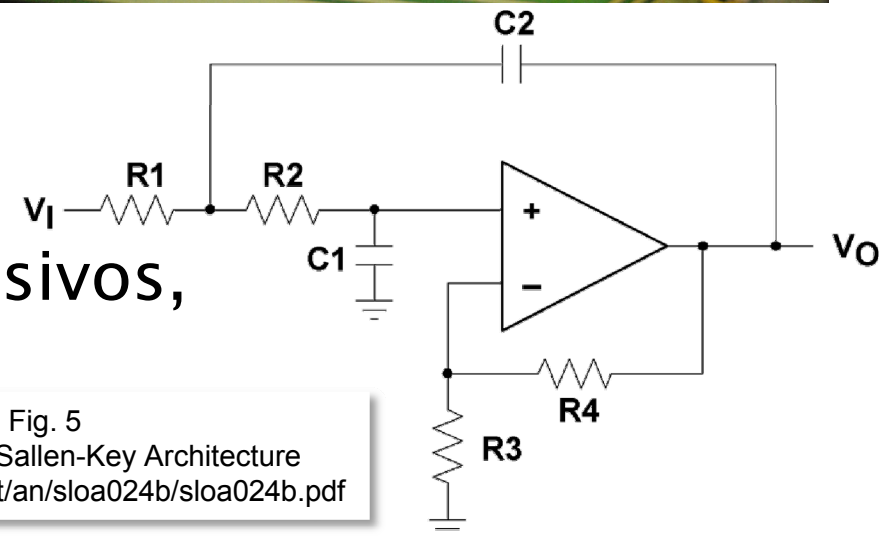 C2
R1
R2
VI
C1
+
−
VO
sivos,
R4
R3
Fig. 5
Sallen-Key Architecture
t/an/sloa024b/sloa024b.pdf